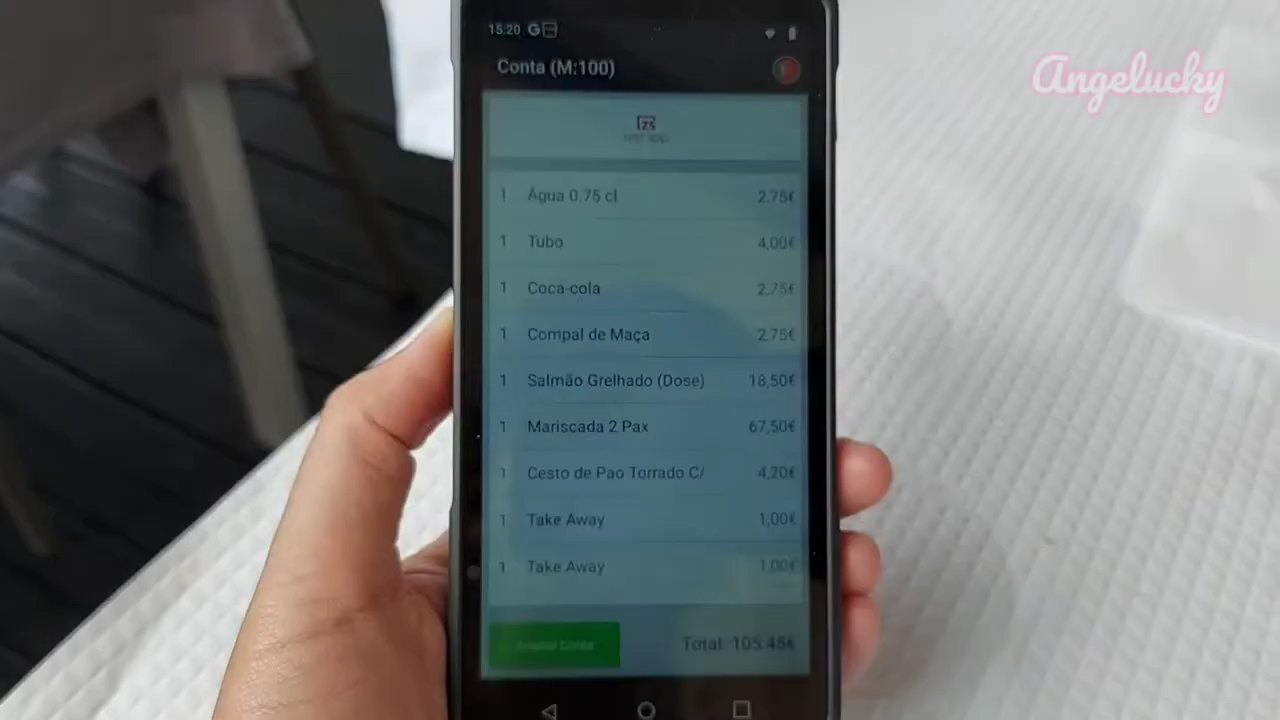 15:20
Conta (M:100)
Angelucky
1 Água 0.75 cl 2,75€
1 Tubo 4,00€
1 Coca-cola 2,75€
1 Compal de Maça 2,75€
1 Salmão Grelhado (Dose) 18,50€
1 Mariscada 2 Pax 67,50€
1 Cesto de Pao Torrado C/ 4,20€
1 Take Away 1,00€
1 Take Away 1,00€
Conta
Total: 105.45€